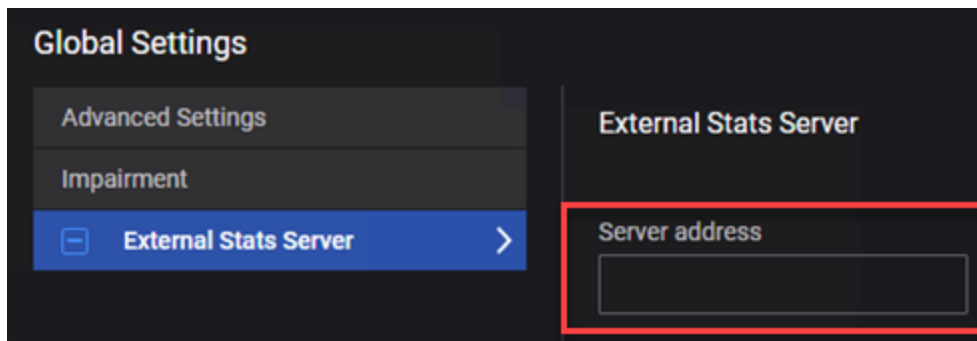 Global Settings
Advanced Settings
Impairment
External Stats Server
External Stats Server
Server address